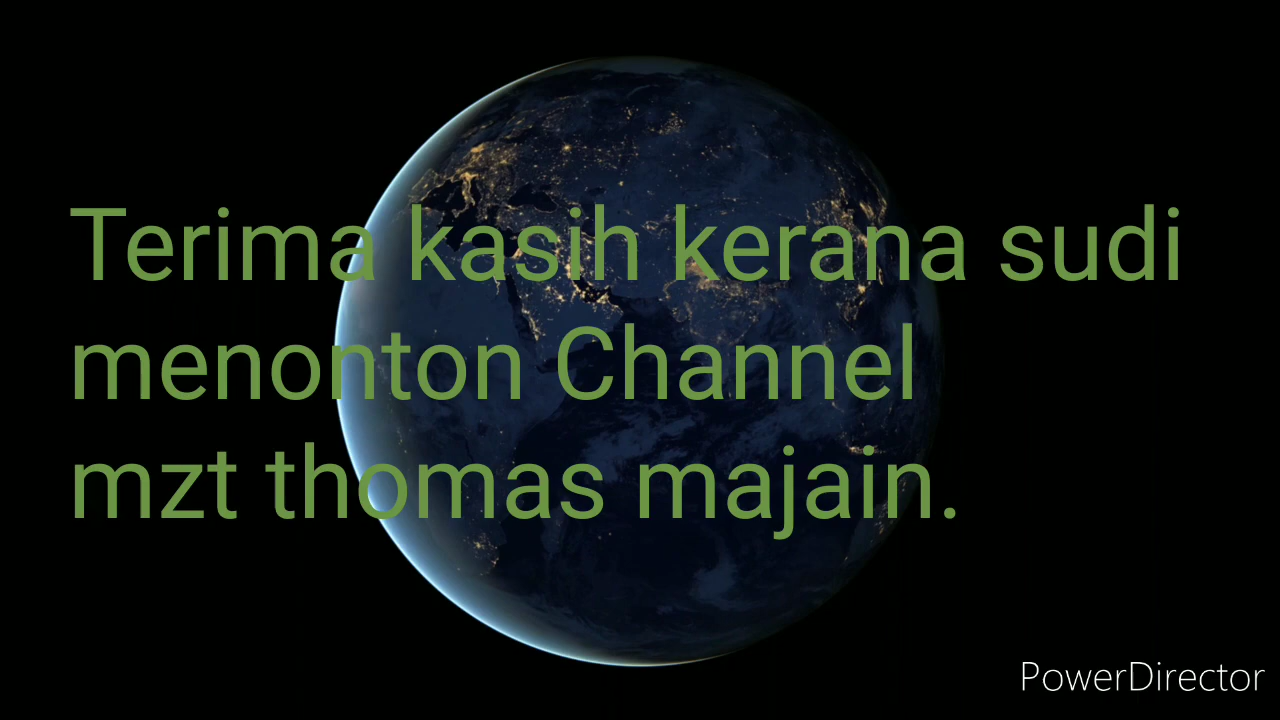 Terima kasih kerana sudi
menonton Channel
mzt thomas majain.
PowerDirector